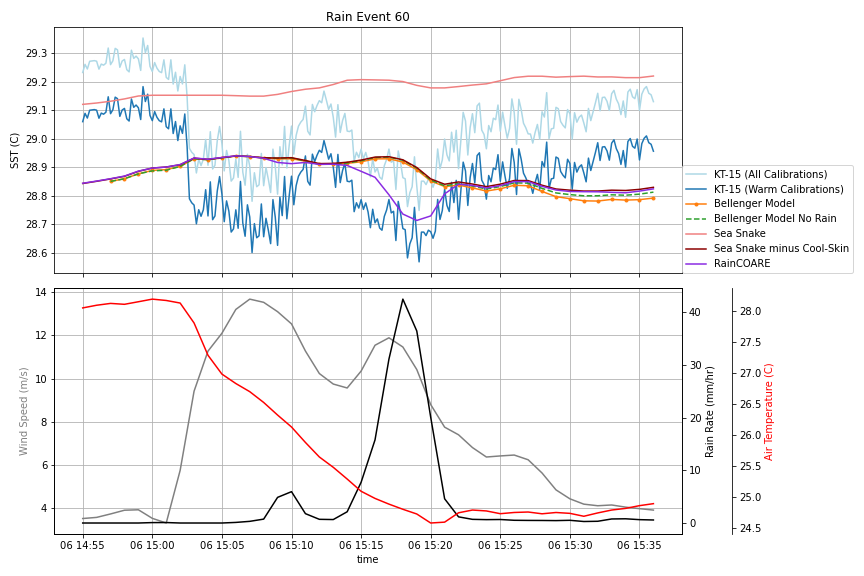 Rain Event 60
29.3
29.2
29.1
29.0
28.9
28.8
28.7
28.6
SST (C)
KT-15 (All Calibrations)
KT-15 (Warm Calibrations)
Bellenger Model
Bellenger Model No Rain
Sea Snake
Sea Snake minus Cool-Skin
RainCOARE
14
12
10
8
6
4
Wind Speed (m/s)
40
30
20
10
0
Rain Rate (mm/hr)
28.0
27.5
27.0
26.5
26.0
25.5
25.0
24.5
Air Temperature (C)
06 14:55 06 15:00 06 15:05 06 15:10 06 15:15 06 15:20 06 15:25 06 15:30 06 15:35
time